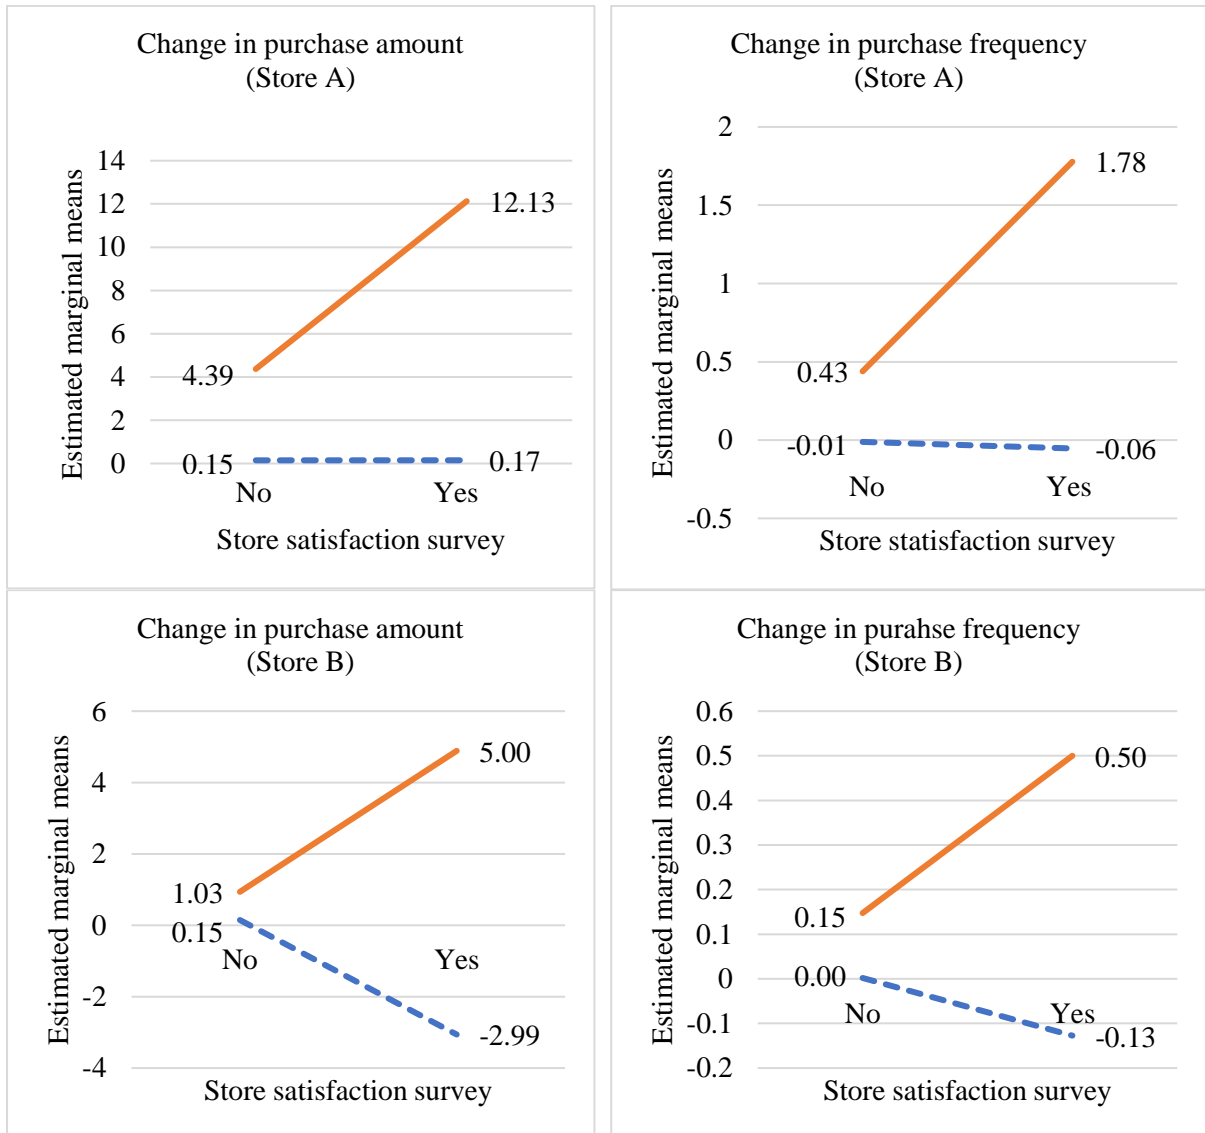 Change in purchase amount
(Store A)
Estimated marginal means
14
12
10
8
6
4
2
0
12.13
4.39
0.15
0.17
No
Yes
Store satisfaction survey
Change in purchase frequency
(Store A)
Estimated marginal means
2
1.5
1
0.5
0
-0.5
1.78
0.43
-0.01
-0.06
No
Yes
Store statisfaction survey
Change in purchase amount
(Store B)
Estimated marginal means
6
4
2
0
-2
-4
5.00
1.03
0.15
No
Yes
-2.99
Store satisfaction survey
Change in purahse frequency
(Store B)
Estimated marginal means
0.6
0.5
0.4
0.3
0.2
0.1
0
-0.1
-0.2
0.50
0.15
0.00
No
Yes
-0.13
Store satisfaction survey